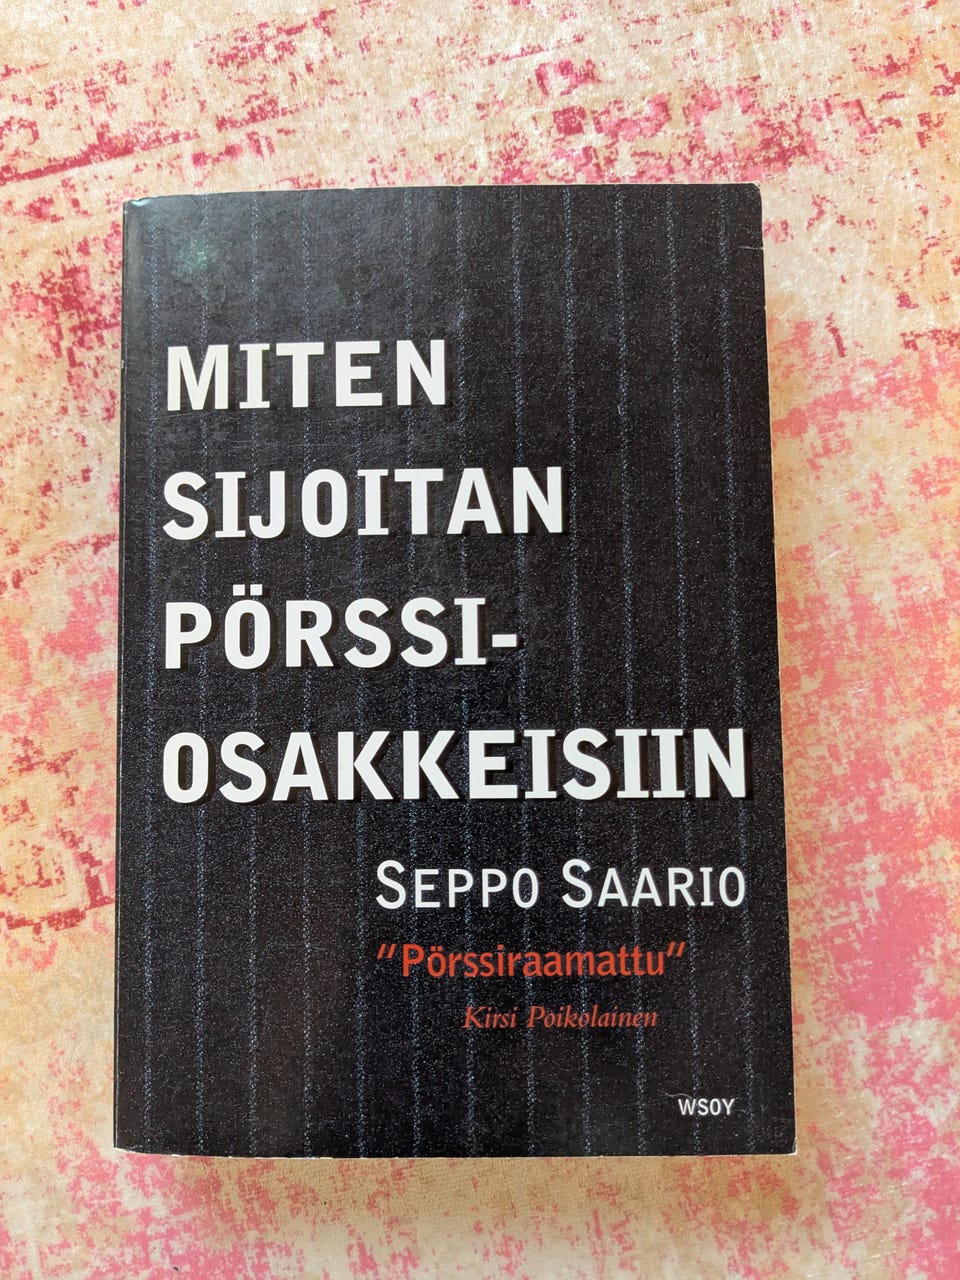 MITEN
SIJOITAN
PÖRSSI-
OSAKKEISIIN
SEPPO SAARIO
"Pörssiraamattu"
Kirsi Poikolainen
WSOY